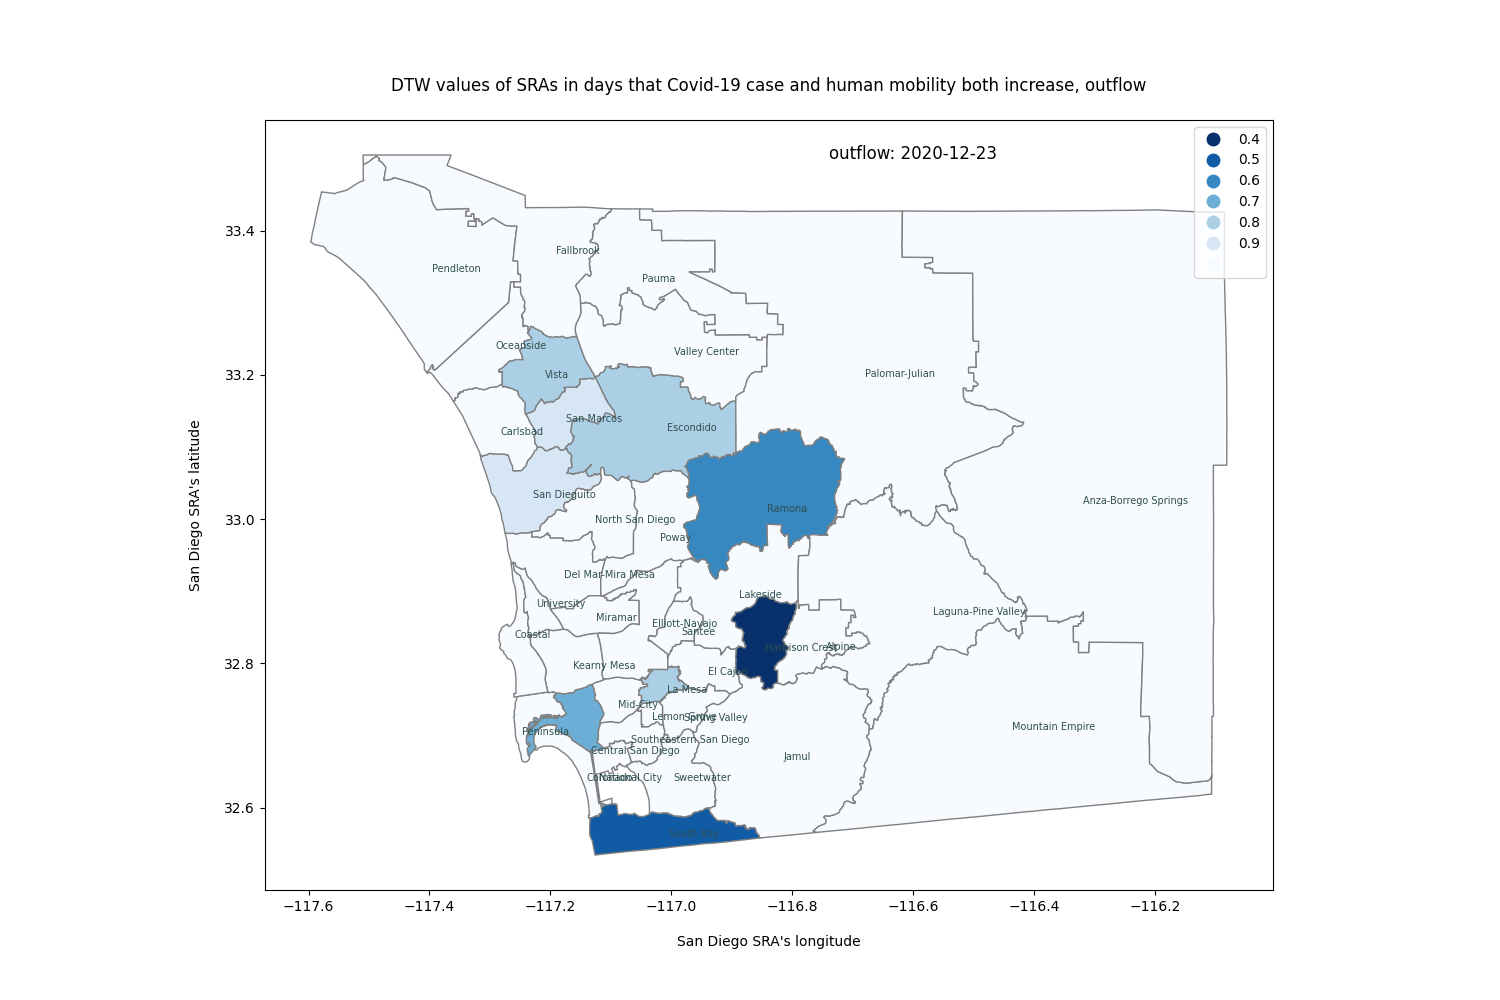 DTW values of SRAs in days that Covid-19 case and human mobility both increase, outflow
outflow: 2020-12-23
0.4
0.5
0.6
0.7
0.8
0.9
33.4
33.2
33.0
32.8
32.6
San Diego SRA's latitude
Fallbrook
Pendleton
Pauma
Oceanside
Valley Center
Vista
Palomar-Julian
San Marcos
Carlsbad
Escondido
San Dieguito
Anza-Borrego Springs
Ramona
North San Diego
Poway
Del Mar-Mira Mesa
Lakeside
University
Laguna-Pine Valley
Miramar
Elliott-Navajo
Santee
Coastal
Harbison Crest
Alpine
Kearny Mesa
El Cajon
La Mesa
Mid-City
Lemon Grove
Spring Valley
Mountain Empire
Peninsula
Southeastern San Diego
Central San Diego
Jamul
Coronado
National City
Sweetwater
South Bay
−117.6
−117.4
−117.2
−117.0
−116.8
−116.6
−116.4
−116.2
San Diego SRA's longitude